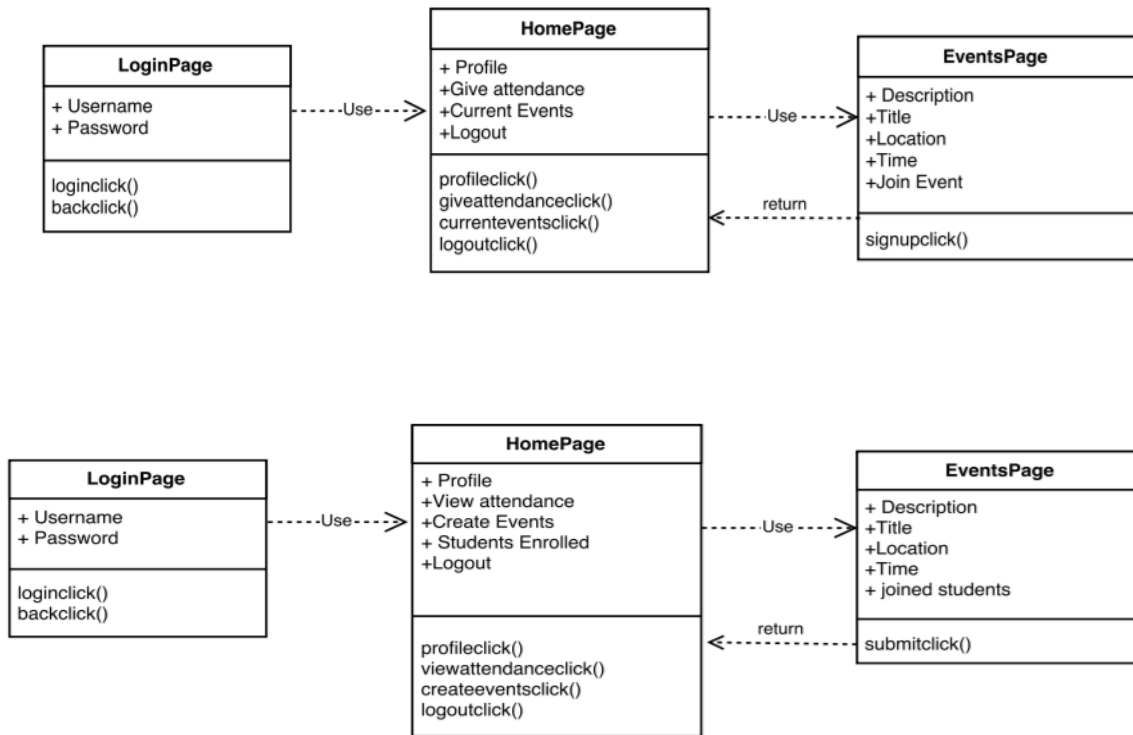 LoginPage
+ Username
+ Password
loginclick()
backclick()
Use
HomePage
+ Profile
+Give attendance
+Current Events
+Logout
profileclick()
giveattendanceclick()
currenteventsclick()
logoutclick()
Use
return
EventsPage
+ Description
+Title
+Location
+Time
+Join Event
signupclick()
LoginPage
+ Username
+ Password
loginclick()
backclick()
Use
HomePage
+ Profile
+View attendance
+Create Events
+ Students Enrolled
+Logout
profileclick()
viewattendanceclick()
createeventsclick()
logoutclick()
Use
return
EventsPage
+ Description
+Title
+Location
+Time
+ joined students
submitclick()